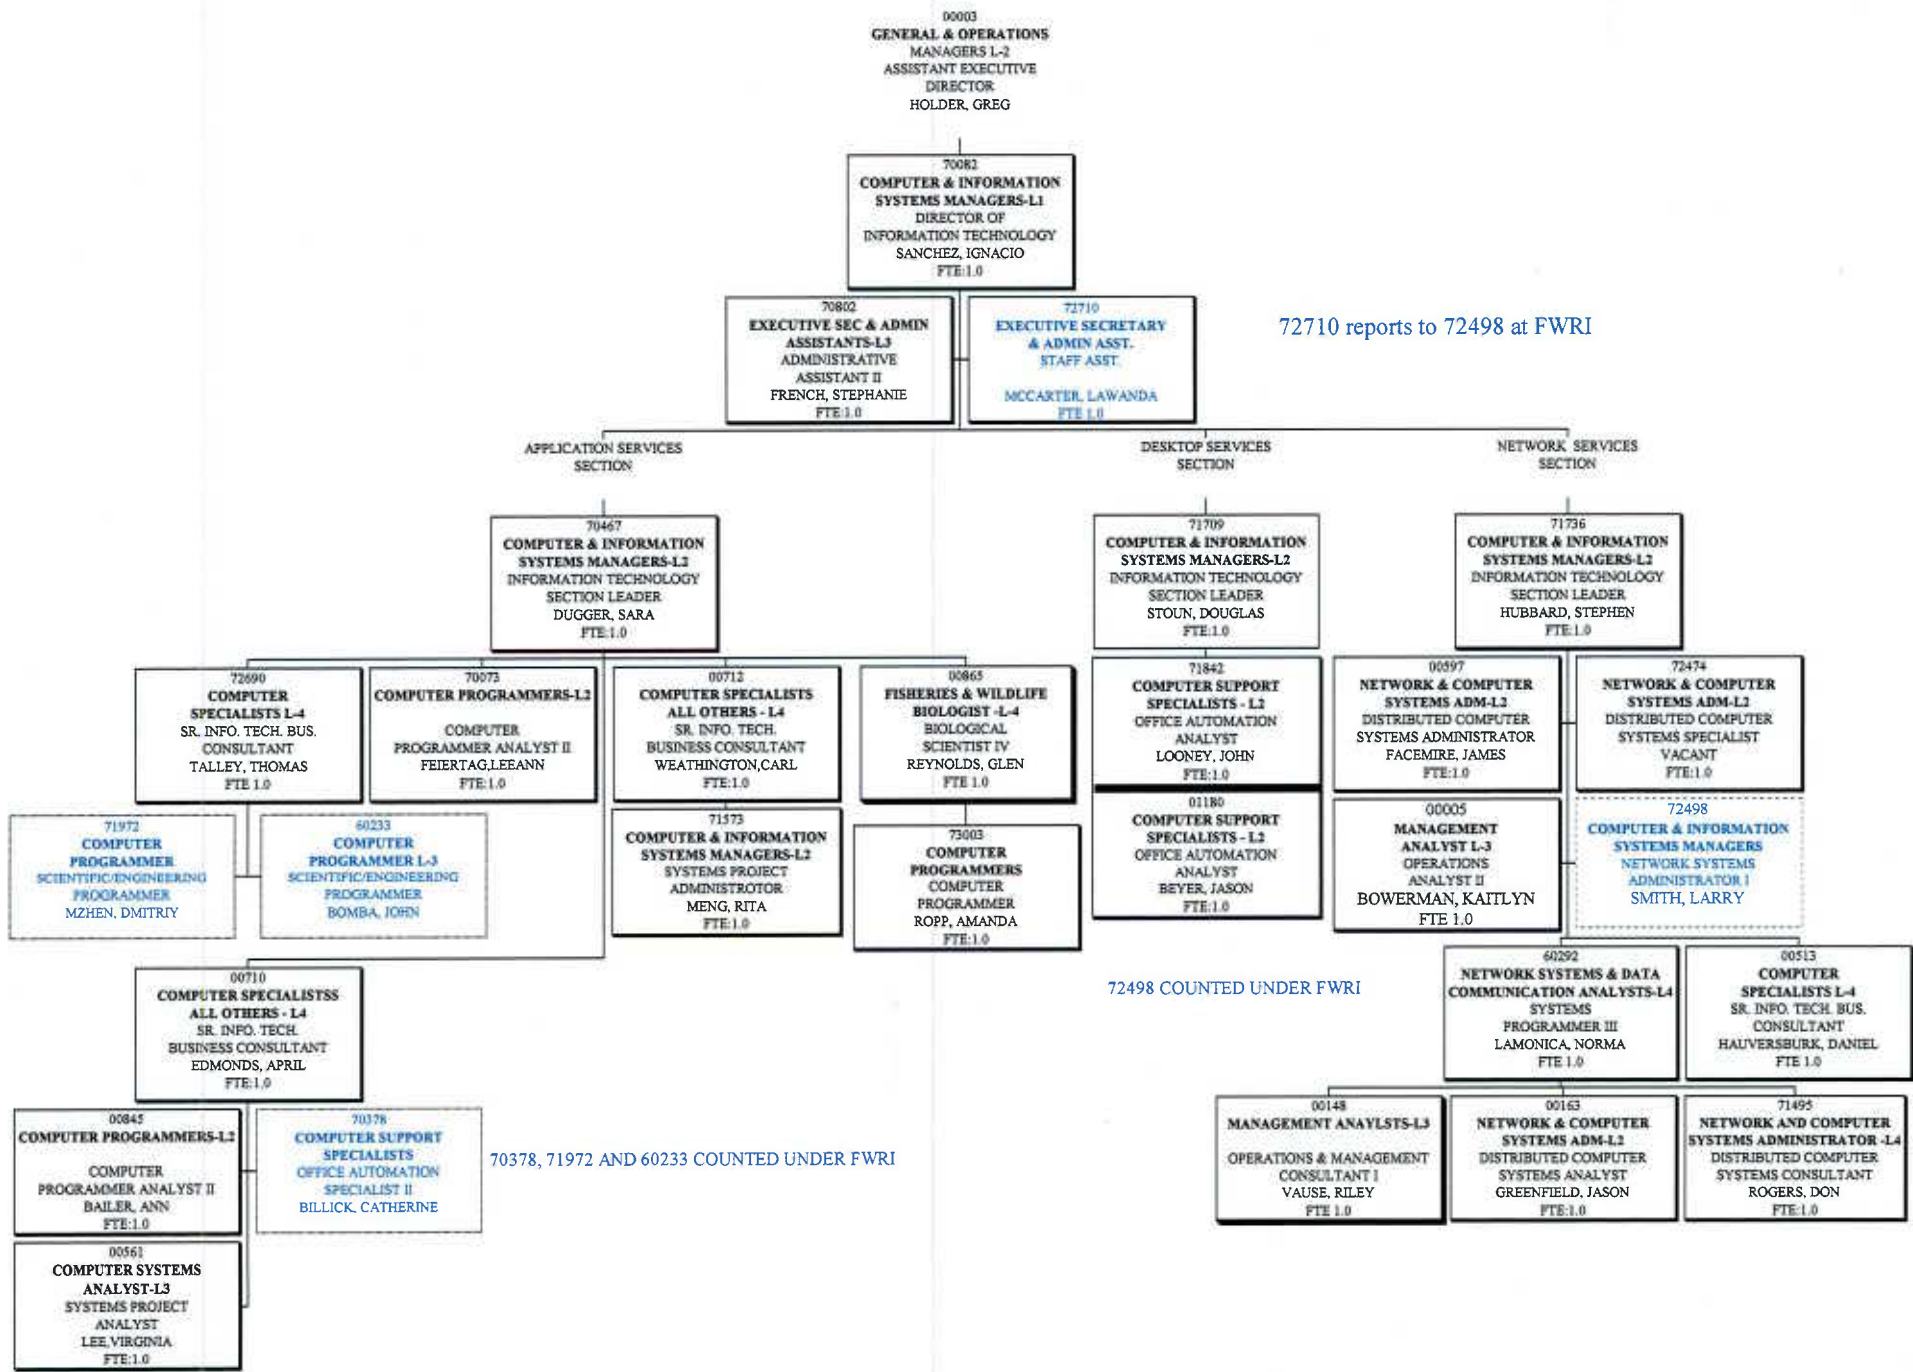 00003
GENERAL & OPERATIONS
MANAGERS L-2
ASSISTANT EXECUTIVE
DIRECTOR
HOLDER, GREG
70082
COMPUTER & INFORMATION
SYSTEMS MANAGERS-L1
DIRECTOR OF
INFORMATION TECHNOLOGY
SANCHEZ, IGNACIO
FTE:1.0
70802
EXECUTIVE SEC & ADMIN
ASSISTANTS-L3
ADMINISTRATIVE
ASSISTANT II
FRENCH, STEPHANIE
FTE:1.0
72710
EXECUTIVE SECRETARY
& ADMIN ASST.
STAFF ASST.
MCCARTER, LAWANDA
FTE 1.0
72710 reports to 72498 at FWRI
APPLICATION SERVICES
SECTION
DESKTOP SERVICES
SECTION
NETWORK SERVICES
SECTION
70467
COMPUTER & INFORMATION
SYSTEMS MANAGERS-L2
INFORMATION TECHNOLOGY
SECTION LEADER
DUGGER, SARA
FTE:1.0
71709
COMPUTER & INFORMATION
SYSTEMS MANAGERS-L2
INFORMATION TECHNOLOGY
SECTION LEADER
STOUN, DOUGLAS
FTE:1.0
71736
COMPUTER & INFORMATION
SYSTEMS MANAGERS-L2
INFORMATION TECHNOLOGY
SECTION LEADER
HUBBARD, STEPHEN
FTE:1.0
72690
COMPUTER
SPECIALISTS L-4
SR. INFO. TECH. BUS.
CONSULTANT
TALLEY, THOMAS
FTE 1.0
70073
COMPUTER PROGRAMMERS-L2
COMPUTER
PROGRAMMER ANALYST II
FEIERTAG,LEEANN
FTE:1.0
00712
COMPUTER SPECIALISTS
ALL OTHERS - L4
SR. INFO. TECH.
BUSINESS CONSULTANT
WEATHINGTON,CARL
FTE:1.0
00865
FISHERIES & WILDLIFE
BIOLOGIST -L-4
BIOLOGICAL
SCIENTIST IV
REYNOLDS, GLEN
FTE 1.0
71842
COMPUTER SUPPORT
SPECIALISTS - L2
OFFICE AUTOMATION
ANALYST
LOONEY, JOHN
FTE:1.0
00597
NETWORK & COMPUTER
SYSTEMS ADM-L2
DISTRIBUTED COMPUTER
SYSTEMS ADMINISTRATOR
FACEMIRE, JAMES
FTE:1.0
72474
NETWORK & COMPUTER
SYSTEMS ADM-L2
DISTRIBUTED COMPUTER
SYSTEMS SPECIALIST
VACANT
FTE:1.0
71972
COMPUTER
PROGRAMMER
SCIENTIFIC/ENGINEERING
PROGRAMMER
MZHEN, DMITRIY
60233
COMPUTER
PROGRAMMER L-3
SCIENTIFIC/ENGINEERING
PROGRAMMER
BOMBA, JOHN
71573
COMPUTER & INFORMATION
SYSTEMS MANAGERS-L2
SYSTEMS PROJECT
ADMINISTROTOR
MENG, RITA
FTE:1.0
73003
COMPUTER
PROGRAMMERS
COMPUTER
PROGRAMMER
ROPP, AMANDA
FTE:1.0
01180
COMPUTER SUPPORT
SPECIALISTS - L2
OFFICE AUTOMATION
ANALYST
BEYER, JASON
FTE:1.0
00005
MANAGEMENT
ANALYST L-3
OPERATIONS
ANALYST II
BOWERMAN, KAITLYN
FTE 1.0
72498
COMPUTER & INFORMATION
SYSTEMS MANAGERS
NETWORK SYSTEMS
ADMINISTRATOR I
SMITH, LARRY
00710
COMPUTER SPECIALISTSS
ALL OTHERS - L4
SR. INFO. TECH.
BUSINESS CONSULTANT
EDMONDS, APRIL
FTE:1.0
72498 COUNTED UNDER FWRI
60292
NETWORK SYSTEMS & DATA
COMMUNICATION ANALYSTS-L4
SYSTEMS
PROGRAMMER III
LAMONICA, NORMA
FTE 1.0
00513
COMPUTER
SPECIALISTS L-4
SR. INFO. TECH. BUS.
CONSULTANT
HAUVERSBURK, DANIEL
FTE 1.0
00845
COMPUTER PROGRAMMERS-L2
COMPUTER
PROGRAMMER ANALYST II
BAILER, ANN
FTE:1.0
70378
COMPUTER SUPPORT
SPECIALISTS
OFFICE AUTOMATION
SPECIALIST II
BILLICK, CATHERINE
70378, 71972 AND 60233 COUNTED UNDER FWRI
00148
MANAGEMENT ANAYLSTS-L3
OPERATIONS & MANAGEMENT
CONSULTANT I
VAUSE, RILEY
FTE 1.0
00163
NETWORK & COMPUTER
SYSTEMS ADM-L2
DISTRIBUTED COMPUTER
SYSTEMS ANALYST
GREENFIELD, JASON
FTE:1.0
71495
NETWORK AND COMPUTER
SYSTEMS ADMINISTRATOR -L4
DISTRIBUTED COMPUTER
SYSTEMS CONSULTANT
ROGERS, DON
FTE:1.0
00561
COMPUTER SYSTEMS
ANALYST-L3
SYSTEMS PROJECT
ANALYST
LEE,VIRGINIA
FTE:1.0